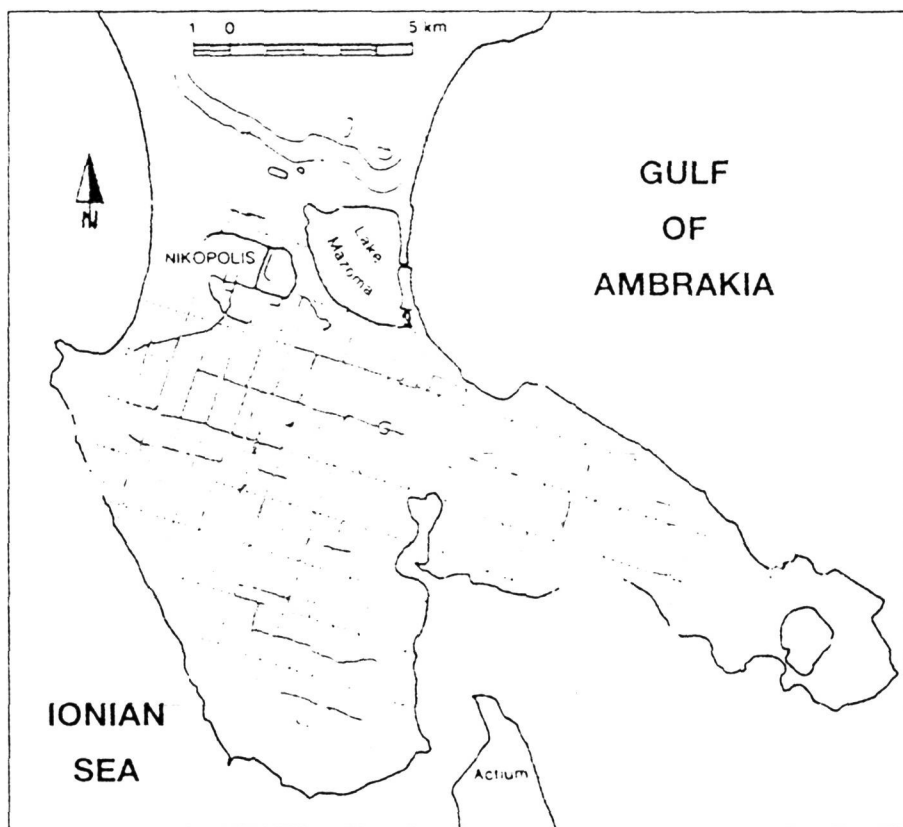 1 0 5 km
GULF
OF
AMBRAKIA
N
NIKOPOLIS
Lake
Mazoma
IONIAN
SEA
Actium